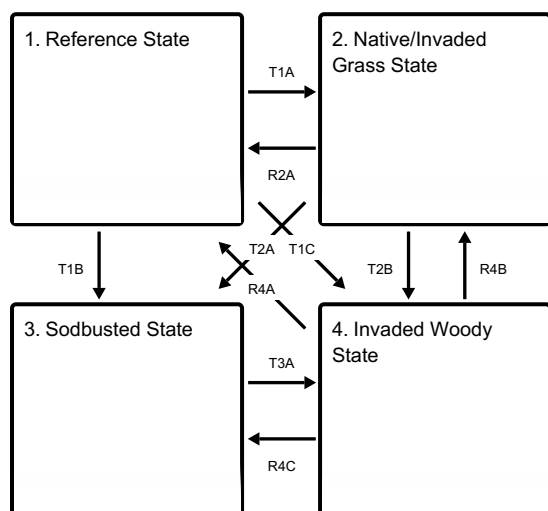 1. Reference State
2. Native/Invaded
Grass State
T1A
R2A
T2A
T1C
T1B
R4A
T2B
R4B
3. Sodbusted State
4. Invaded Woody
State
T3A
R4C